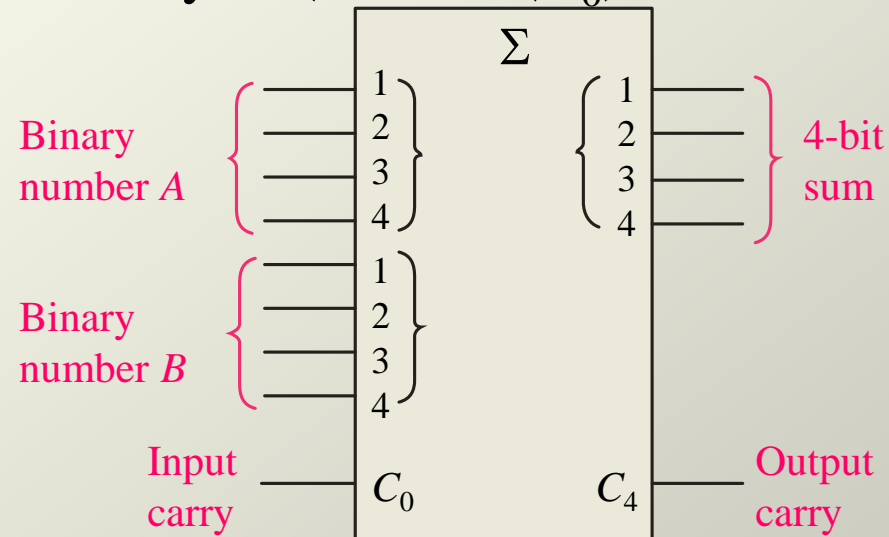 Σ
Binary
number A
1
2
3
4
1
2
3
4
4-bit
sum
Binary
number B
1
2
3
4
Input
carry
C₀
C₄
Output
carry